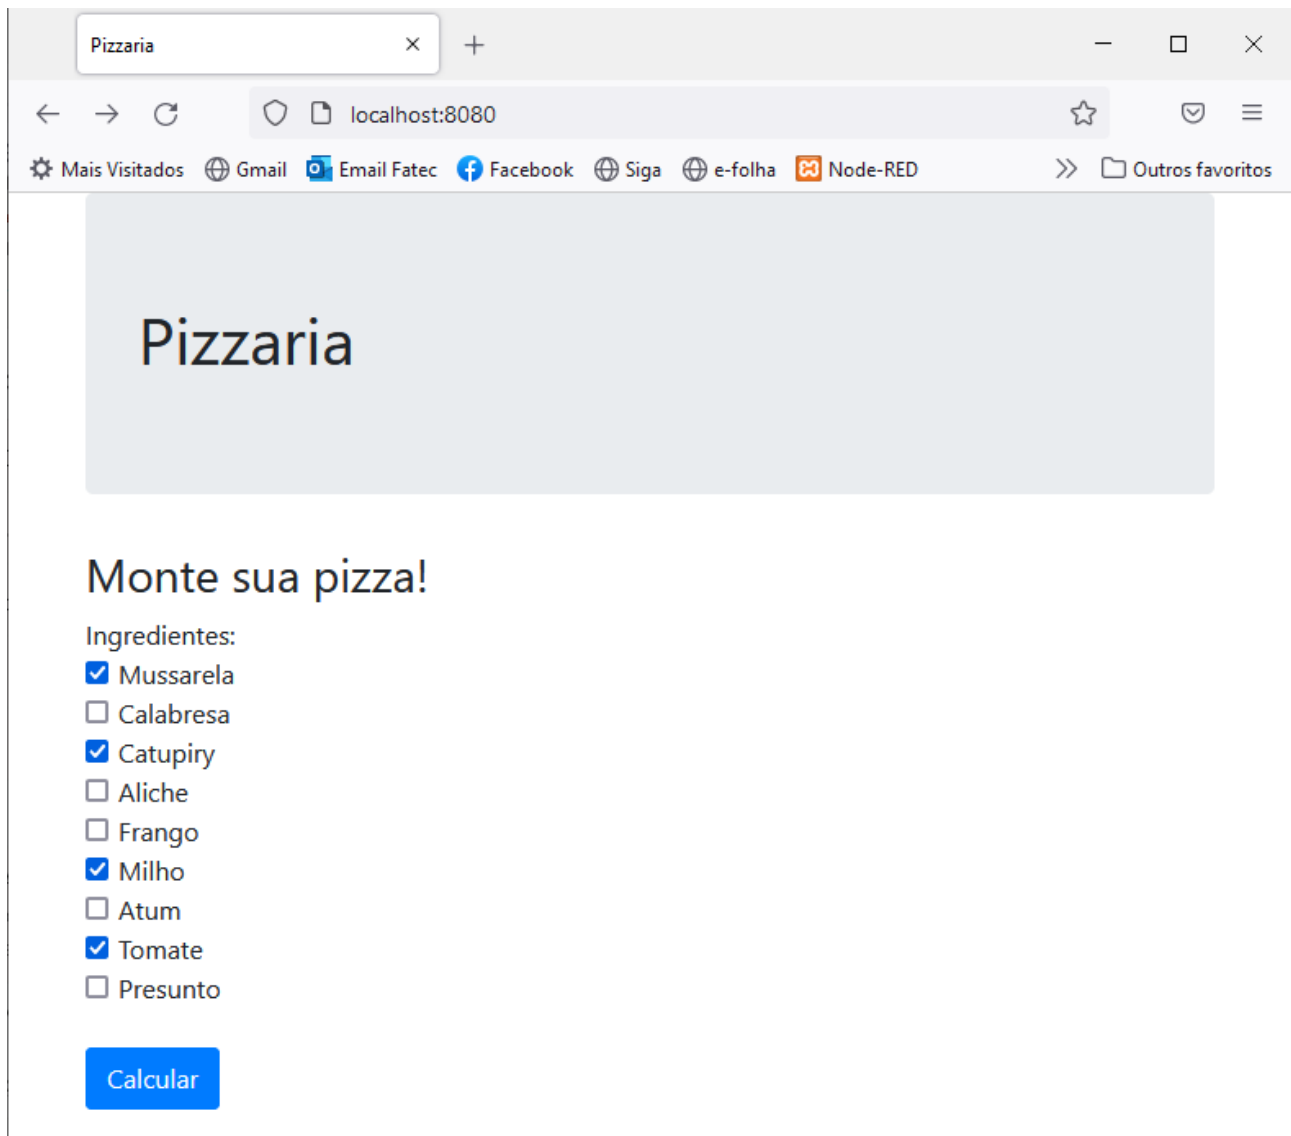 Pizzaria
localhost:8080
Mais Visitados Gmail Email Fatec Facebook Siga e-folha Node-RED Outros favoritos
Pizzaria
Monte sua pizza!
Ingredientes:
Mussarela
Calabresa
Catupiry
Aliche
Frango
Milho
Atum
Tomate
Presunto
Calcular